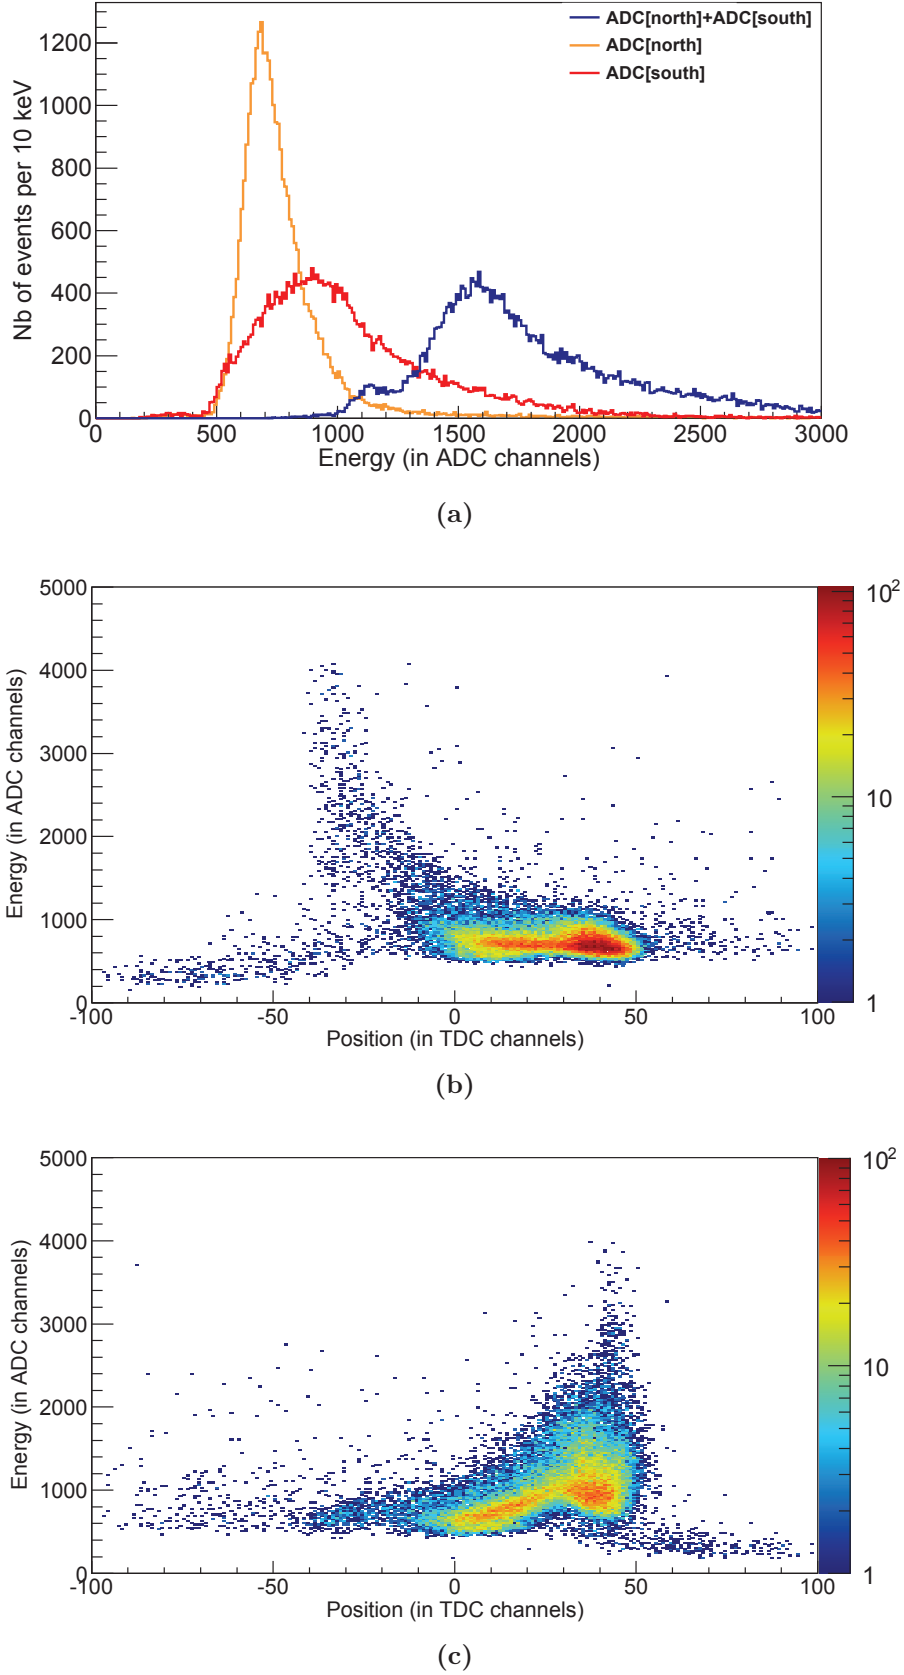 ADC[north]+ADC[south]
ADC[north]
ADC[south]
Nb of events per 10 keV
1200
1000
800
600
400
200
0
0 500 1000 1500 2000 2500 3000
Energy (in ADC channels)
(a)
Energy (in ADC channels)
5000
4000
3000
2000
1000
0
-100 -50 0 50 100
Position (in TDC channels)
10²
10
1
(b)
Energy (in ADC channels)
5000
4000
3000
2000
1000
0
-100 -50 0 50 100
Position (in TDC channels)
10²
10
1
(c)